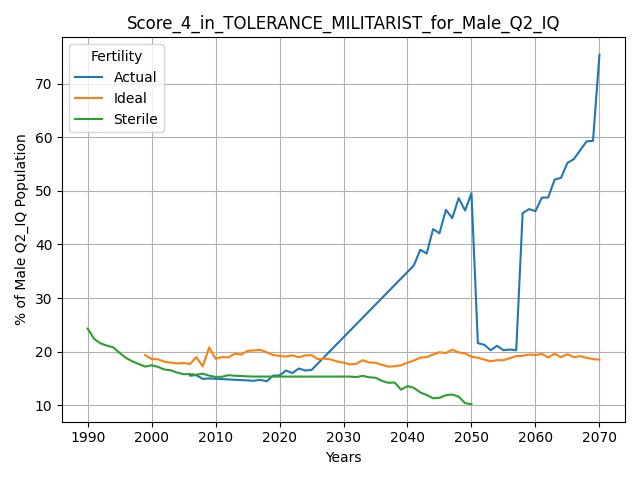 Score_4_in_TOLERANCE_MILITARIST_for_Male_Q2_IQ
Fertility
Actual
Ideal
Sterile
% of Male Q2_IQ Population
70
60
50
40
30
20
10
1990 2000 2010 2020 2030 2040 2050 2060 2070
Years